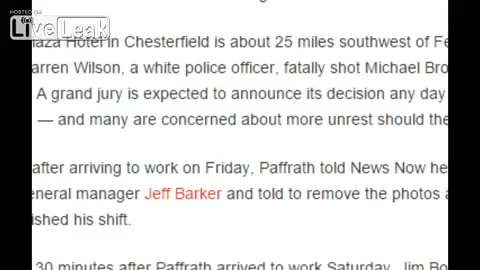 HOSTED ON
LiveLeak
Hotel in Chesterfield is about 25 miles southwest of Fe
arren Wilson, a white police officer, fatally shot Michael Bro
A grand jury is expected to announce its decision any day
— and many are concerned about more unrest should the
after arriving to work on Friday, Paffrath told News Now he
eneral manager Jeff Barker and told to remove the photos a
ished his shift.
30 minutes after Paffrath arrived to work Saturday, Jim Bo